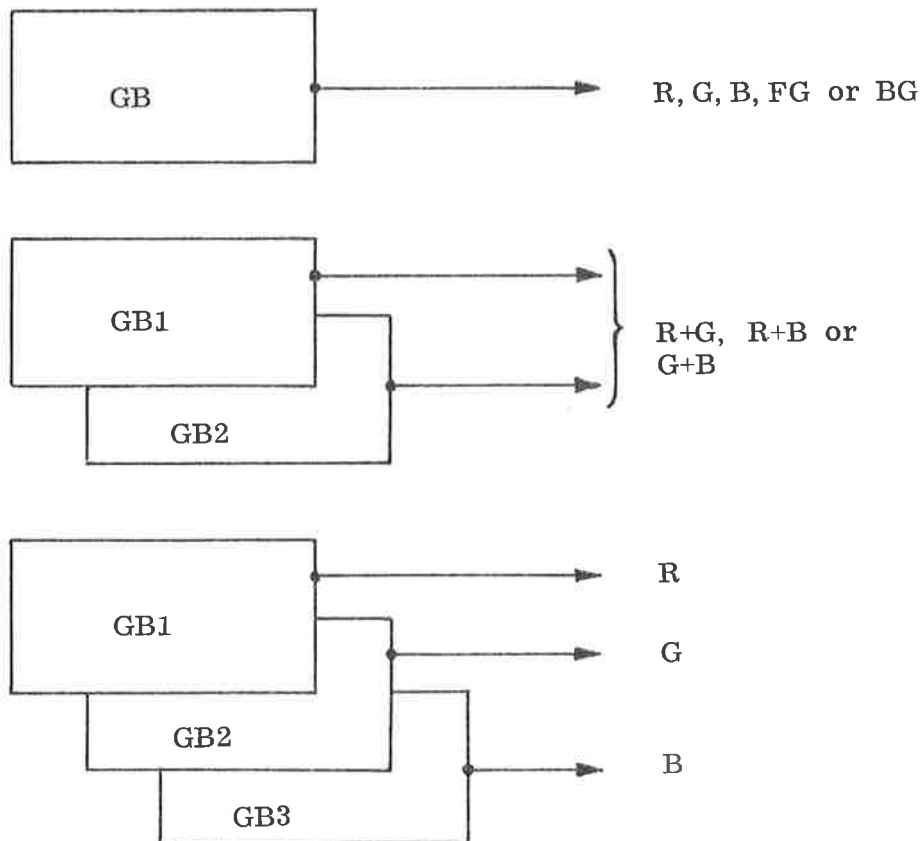 GB
R, G, B, FG or BG
GB1
R+G, R+B or
G+B
GB2
R
GB1
G
GB2
B
GB3